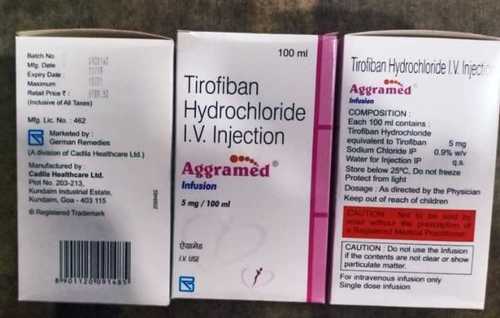 Batch No
Mfg. Date
Expiry Date
Maximum
Retail Price ₹ :
(Inclusive of All Taxes)
Mfg. Lic. No. : 462
Marketed by :
German Remedies
(A division of Cadila Healthcare Ltd.)
Manufactured by :
Cadila Healthcare Ltd.
Plot No. 203-213,
Kundaim Industrial Estate,
Kundaim, Goa - 403 115
® Registered Trademark
8 901120 091485
100 ml
Tirofiban
Hydrochloride
I.V. Injection
Aggramed®
Infusion
5 mg / 100 ml
I.V. USE
Tirofiban Hydrochloride I.V. Injection
Aggramed®
Infusion
COMPOSITION :
Each 100 ml contains :
Tirofiban Hydrochloride
equivalent to Tirofiban 5 mg
Sodium Chloride IP 0.9% w/v
Water for Injection IP q.s.
Store below 25ºC, Do not freeze
Protect from light
Dosage : As directed by the Physician
Keep out of reach of children
CAUTION : Not to be sold by
retail without the prescription of
a Registered Medical Practitioner
CAUTION : Do not use the Infusion
if the contents are not clear or show
particulate matter.
For intravenous infusion only
Single dose infusion